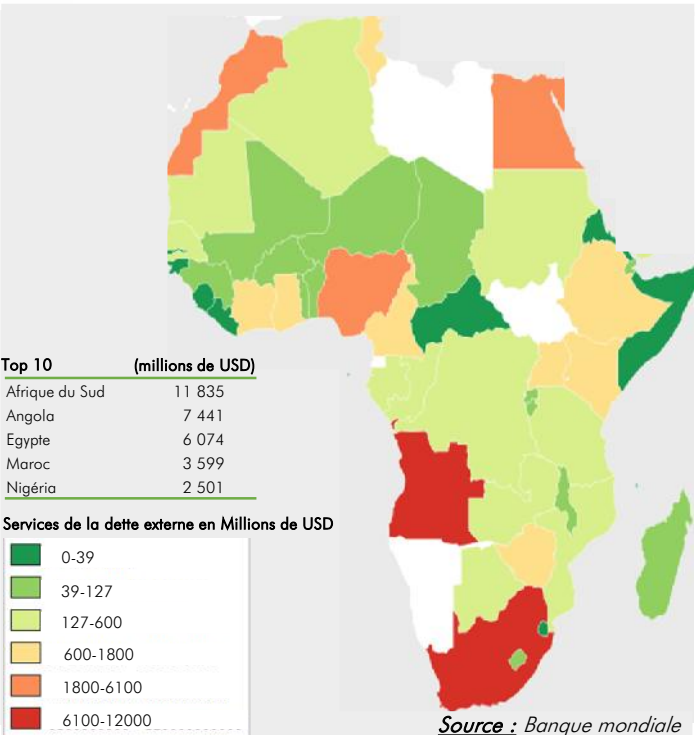 Top 10 (millions de USD)
Afrique du Sud 11 835
Angola 7 441
Egypte 6 074
Maroc 3 599
Nigéria 2 501
Services de la dette externe en Millions de USD
0-39
39-127
127-600
600-1800
1800-6100
6100-12000
Source : Banque mondiale